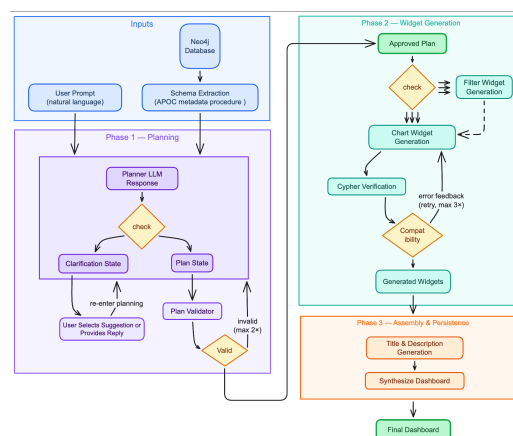 Inputs
Neo4j
Database
User Prompt
(natural language)
Schema Extraction
(APOC metadata procedure )
Phase 1 — Planning
Planner LLM
Response
check
Clarification State
Plan State
re-enter planning
User Selects Suggestion or
Provides Reply
Plan Validator
invalid
(max 2×)
Valid
Phase 2 — Widget Generation
Approved Plan
check
Filter Widget
Generation
Chart Widget
Generation
Cypher Verification
error feedback
(retry, max 3×)
Compat
ibility
Generated Widgets
Phase 3 — Assembly & Persistence
Title & Description
Generation
Synthesize Dashboard
Final Dashboard